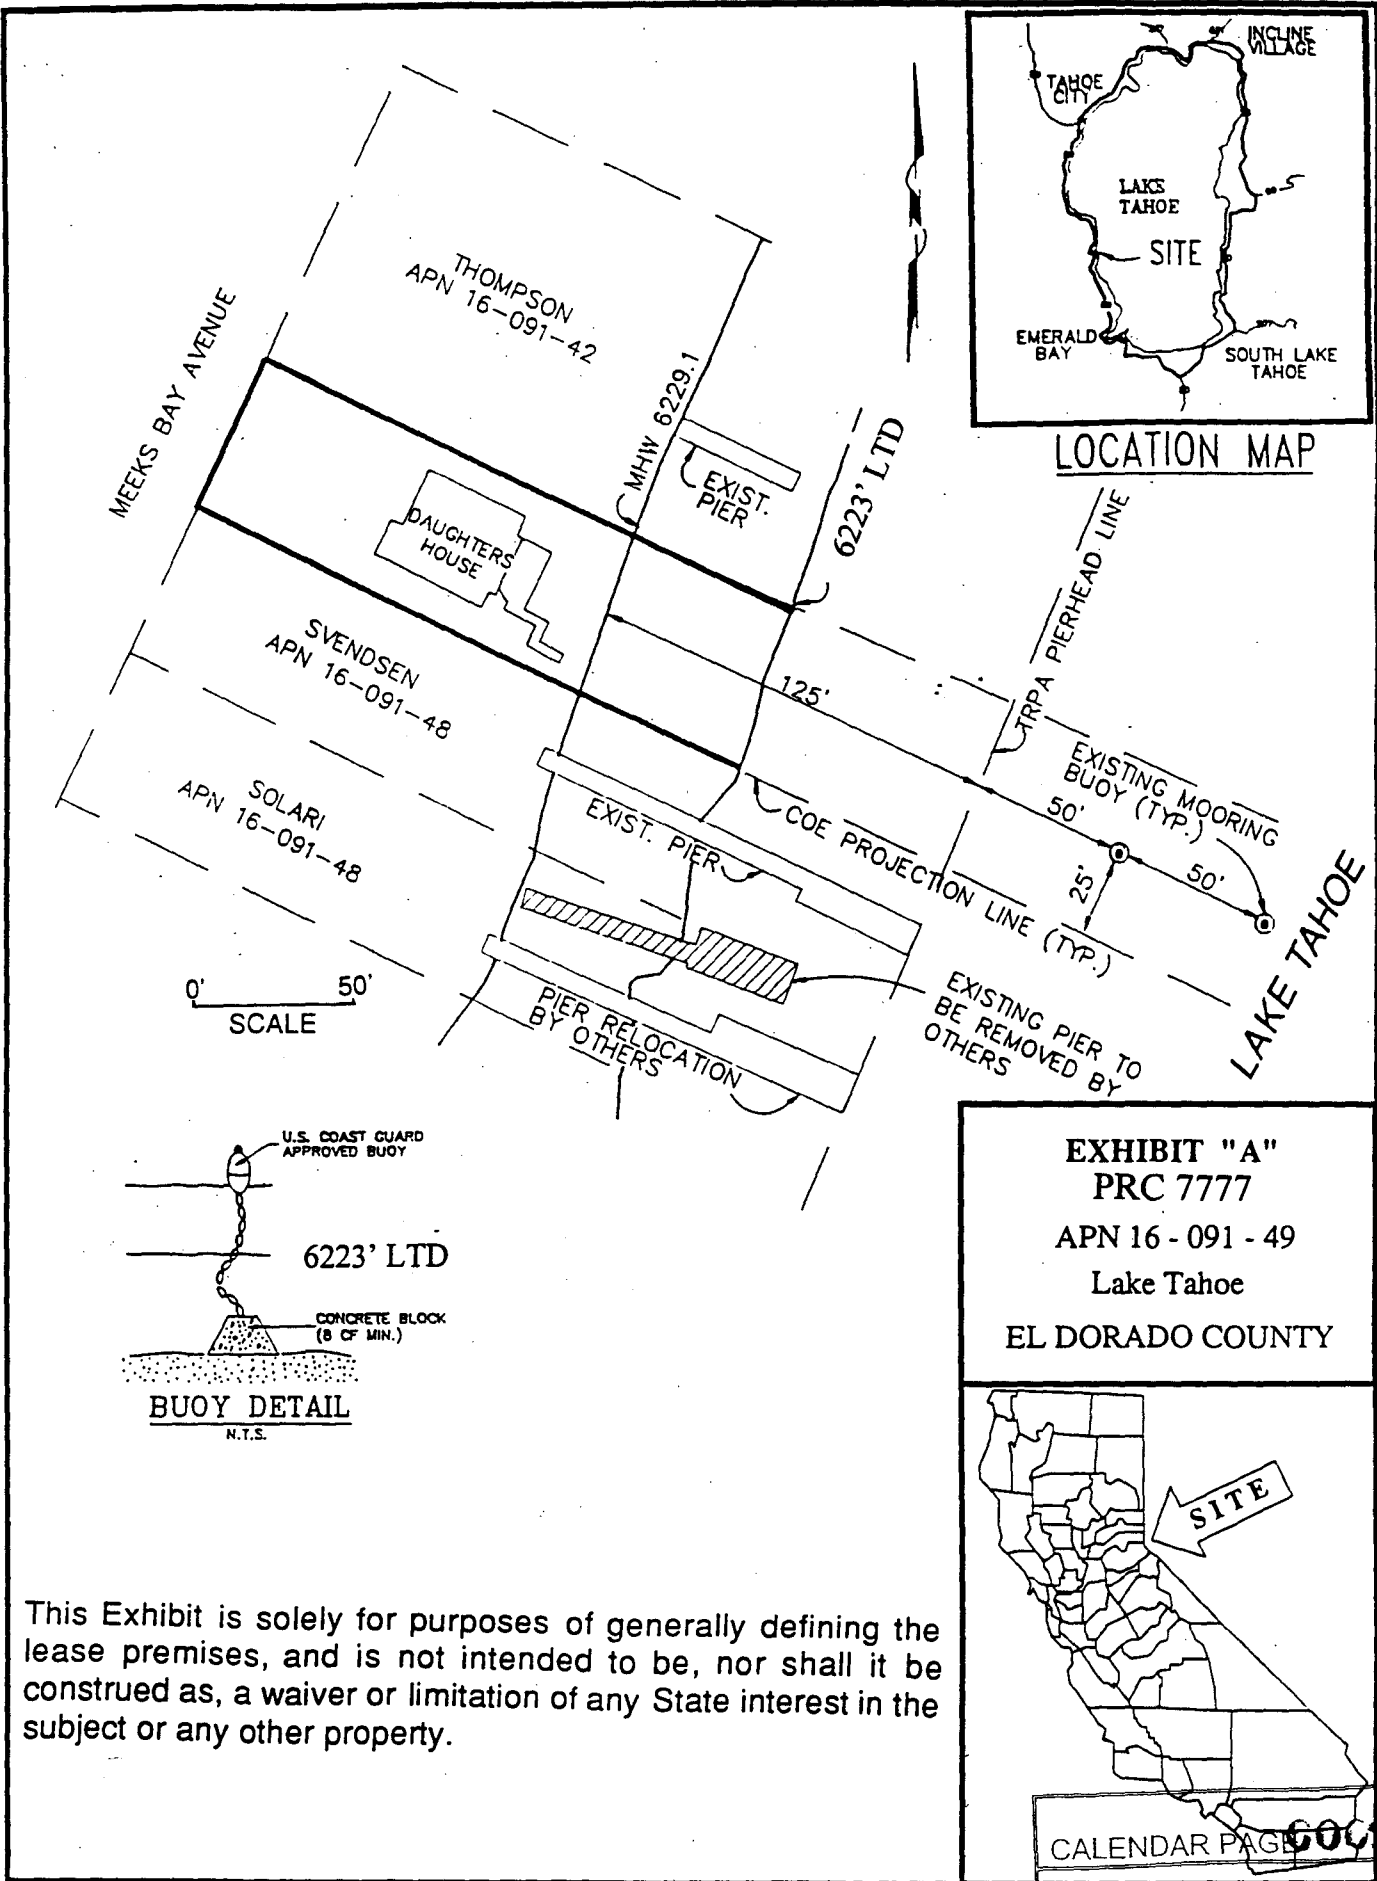 INCLINE
VILLAGE
TAHOE
CITY
LAKE
TAHOE
SITE
EMERALD
BAY
SOUTH LAKE
TAHOE
LOCATION MAP
THOMPSON
APN 16-091-42
MEEKS BAY AVENUE
MHW 6229.1
EXIST.
PIER
6223' LTD
DAUGHTERS
HOUSE
TRPA PIERHEAD LINE
SVENDSEN
APN 16-091-48
125'
EXISTING MOORING
BUOY (TYP.)
50'
50'
25'
SOLARI
APN 16-091-48
EXIST. PIER
COE PROJECTION LINE (TYP.)
LAKE TAHOE
0' 50'
SCALE
PIER RELOCATION
BY OTHERS
EXISTING PIER TO
BE REMOVED BY
OTHERS
U.S. COAST GUARD
APPROVED BUOY
6223' LTD
CONCRETE BLOCK
(8 CF MIN.)
BUOY DETAIL
N.T.S.
EXHIBIT "A"
PRC 7777
APN 16 - 091 - 49
Lake Tahoe
EL DORADO COUNTY
SITE
This Exhibit is solely for purposes of generally defining the
lease premises, and is not intended to be, nor shall it be
construed as, a waiver or limitation of any State interest in the
subject or any other property.
CALENDAR PAGE